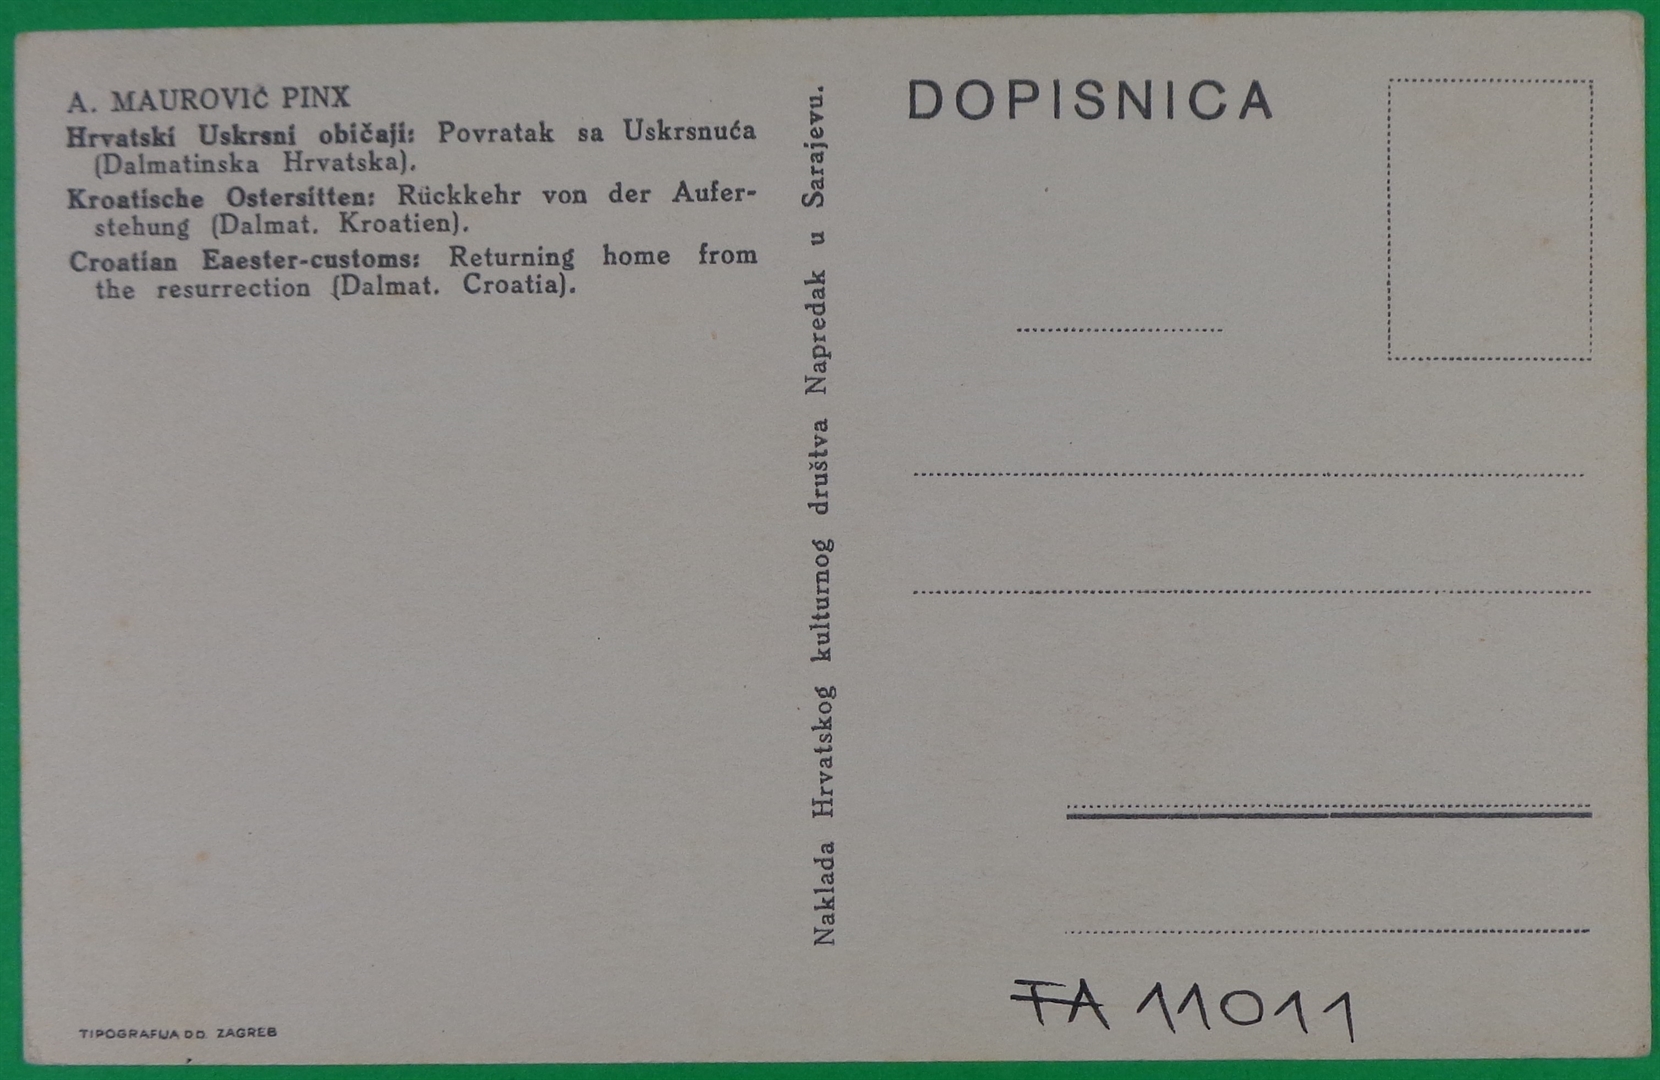 A. MAUROVIĆ PINX
Hrvatski Uskrsni običaji: Povratak sa Uskrsnuća
(Dalmatinska Hrvatska).
Kroatische Ostersitten: Rückkehr von der Aufer-
stehung (Dalmat. Kroatien).
Croatian Eaester-customs: Returning home from
the resurrection (Dalmat. Croatia).
TIPOGRAFIJA D.D. ZAGREB
Naklada Hrvatskog kulturnog društva Napredak u Sarajevu.
DOPISNICA
FA 11011